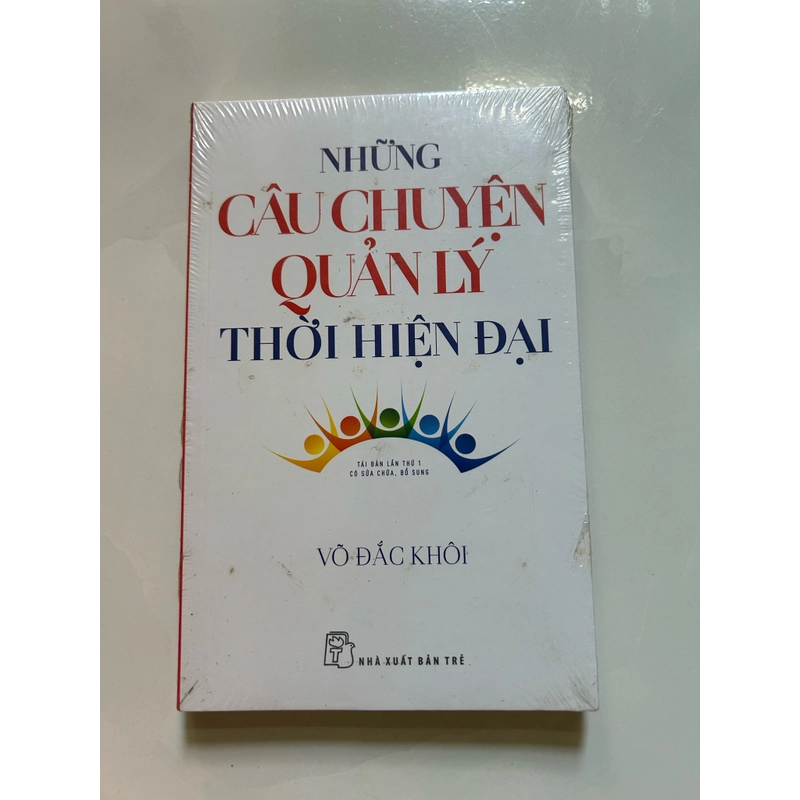 NHỮNG
CÂU CHUYỆN
QUẢN LÝ
THỜI HIỆN ĐẠI
TÁI BẢN LẦN THỨ 1
CÓ SỬA CHỮA, BỔ SUNG
VÕ ĐẮC KHÔI
NHÀ XUẤT BẢN TRẺ